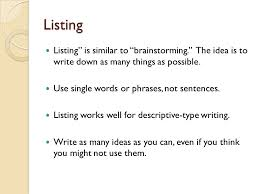 Listing
Listing” is similar to “brainstorming.” The idea is to
write down as many things as possible.
Use single words or phrases, not sentences.
Listing works well for descriptive-type writing.
Write as many ideas as you can, even if you think
you might not use them.